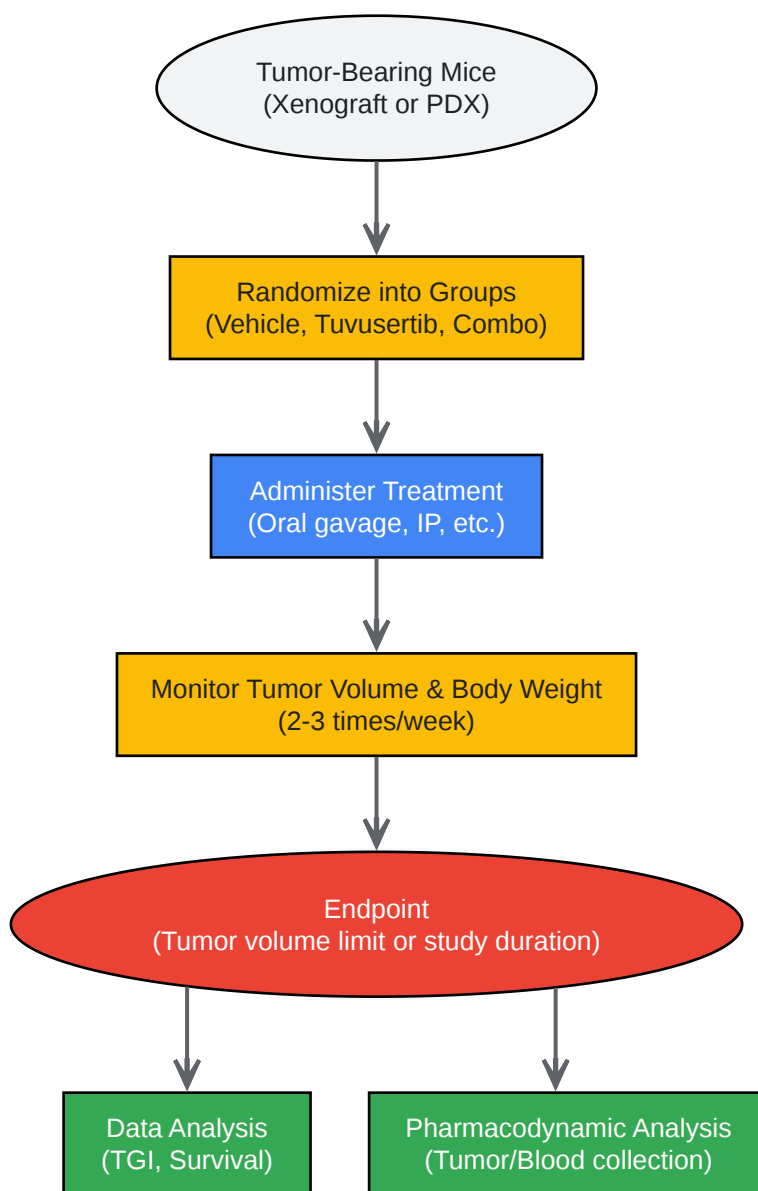 Tumor-Bearing Mice
(Xenograft or PDX)
Randomize into Groups
(Vehicle, Tuvusertib, Combo)
Administer Treatment
(Oral gavage, IP, etc.)
Monitor Tumor Volume & Body Weight
(2-3 times/week)
Endpoint
(Tumor volume limit or study duration)
Data Analysis
(TGI, Survival)
Pharmacodynamic Analysis
(Tumor/Blood collection)